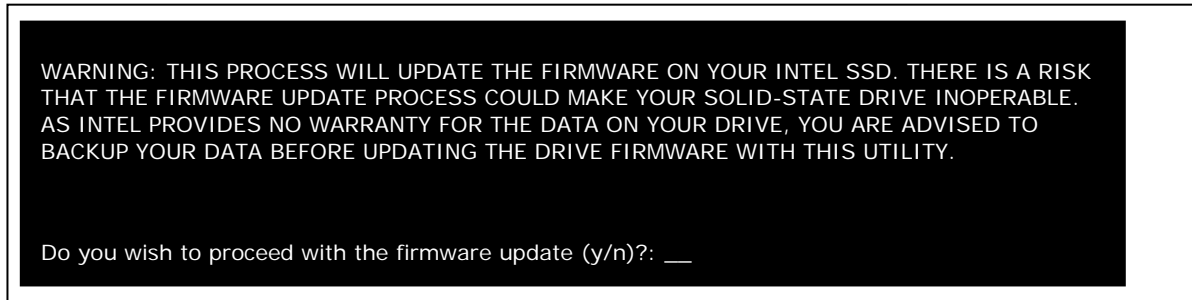 WARNING: THIS PROCESS WILL UPDATE THE FIRMWARE ON YOUR INTEL SSD. THERE IS A RISK
THAT THE FIRMWARE UPDATE PROCESS COULD MAKE YOUR SOLID-STATE DRIVE INOPERABLE.
AS INTEL PROVIDES NO WARRANTY FOR THE DATA ON YOUR DRIVE, YOU ARE ADVISED TO
BACKUP YOUR DATA BEFORE UPDATING THE DRIVE FIRMWARE WITH THIS UTILITY.
Do you wish to proceed with the firmware update (y/n)?: __